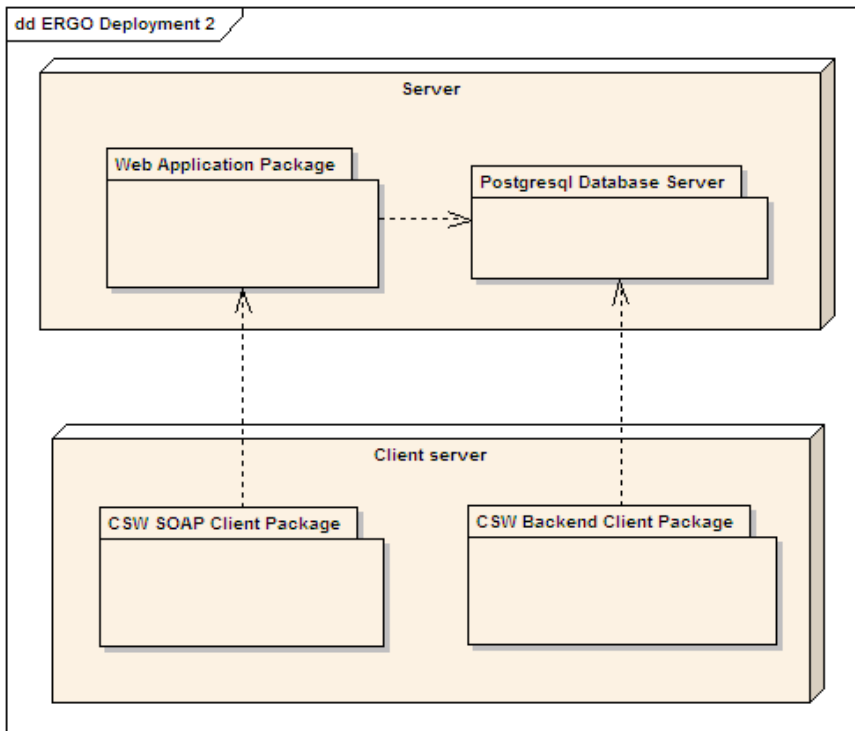 dd ERGO Deployment 2
Server
Web Application Package
Postgresql Database Server
Client server
CSW SOAP Client Package
CSW Backend Client Package